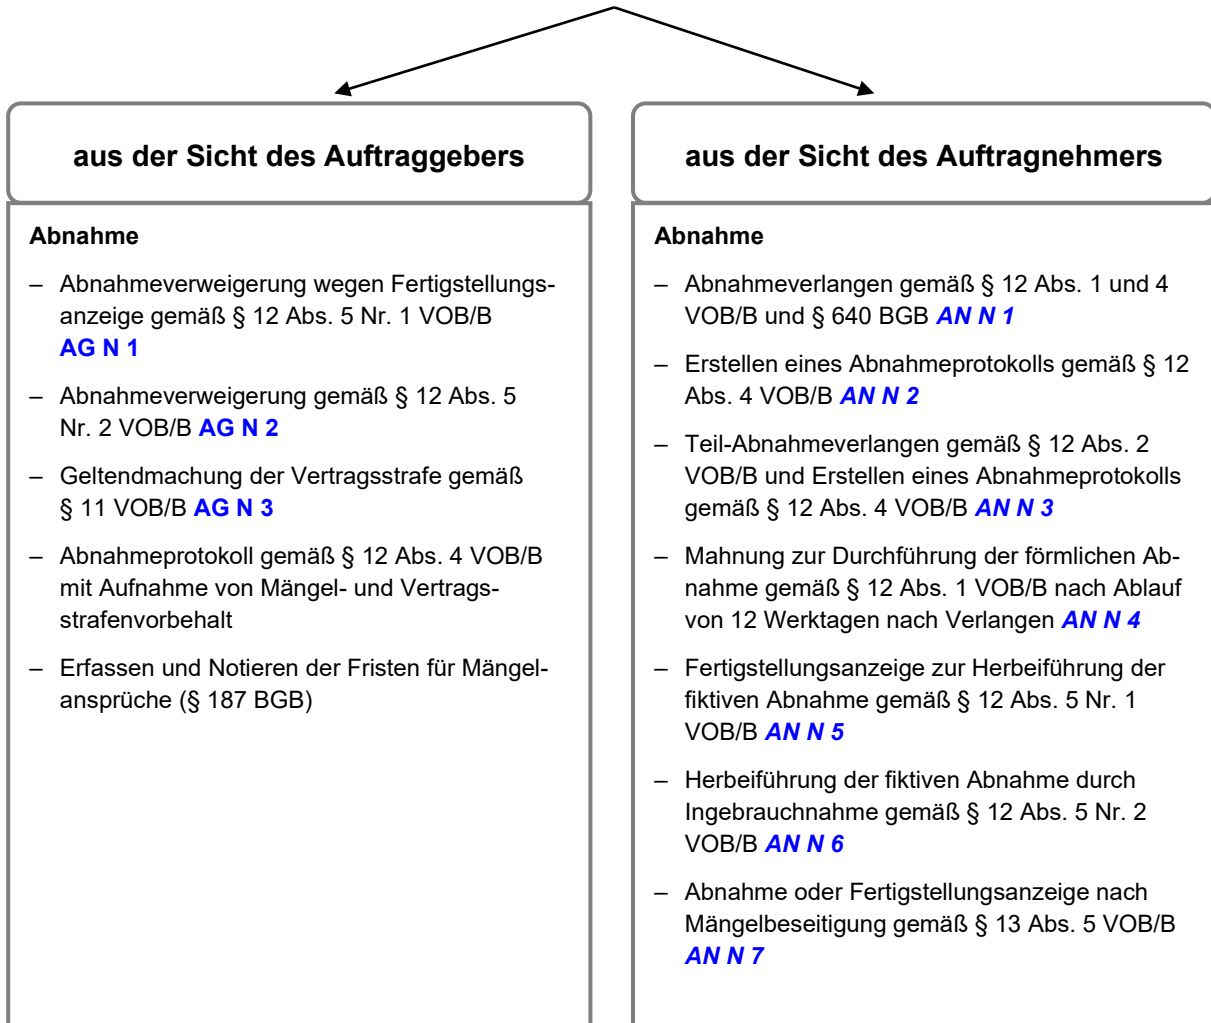 aus der Sicht des Auftraggebers
Abnahme
– Abnahmeverweigerung wegen Fertigstellungs-
anzeige gemäß § 12 Abs. 5 Nr. 1 VOB/B
AG N 1
– Abnahmeverweigerung gemäß § 12 Abs. 5
Nr. 2 VOB/B AG N 2
– Geltendmachung der Vertragsstrafe gemäß
§ 11 VOB/B AG N 3
– Abnahmeprotokoll gemäß § 12 Abs. 4 VOB/B
mit Aufnahme von Mängel- und Vertrags-
strafenvorbehalt
– Erfassen und Notieren der Fristen für Mängel-
ansprüche (§ 187 BGB)
aus der Sicht des Auftragnehmers
Abnahme
– Abnahmeverlangen gemäß § 12 Abs. 1 und 4
VOB/B und § 640 BGB AN N 1
– Erstellen eines Abnahmeprotokolls gemäß § 12
Abs. 4 VOB/B AN N 2
– Teil-Abnahmeverlangen gemäß § 12 Abs. 2
VOB/B und Erstellen eines Abnahmeprotokolls
gemäß § 12 Abs. 4 VOB/B AN N 3
– Mahnung zur Durchführung der förmlichen Ab-
nahme gemäß § 12 Abs. 1 VOB/B nach Ablauf
von 12 Werktagen nach Verlangen AN N 4
– Fertigstellungsanzeige zur Herbeiführung der
fiktiven Abnahme gemäß § 12 Abs. 5 Nr. 1
VOB/B AN N 5
– Herbeiführung der fiktiven Abnahme durch
Ingebrauchnahme gemäß § 12 Abs. 5 Nr. 2
VOB/B AN N 6
– Abnahme oder Fertigstellungsanzeige nach
Mängelbeseitigung gemäß § 13 Abs. 5 VOB/B
AN N 7